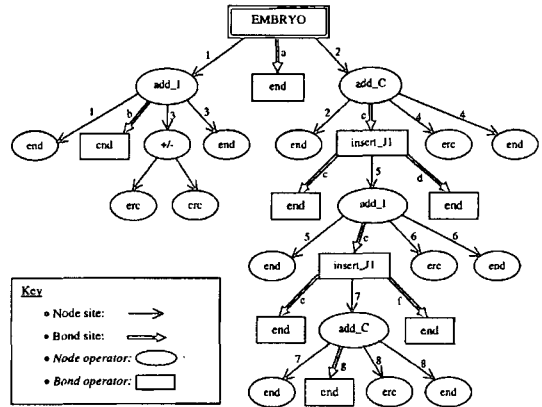 EMBRYO
1 a 2
add_I end add_C
1 b 3 3 2 c 4 4
end end +/- end end insert_J1 erc end
erc erc c 5 d
end add_I end
5 e 6 6
end insert_J1 erc end
e 7 f
end add_C end
7 g 8 8
end end erc end
Key
Node site:
Bond site:
Node operator:
Bond operator: